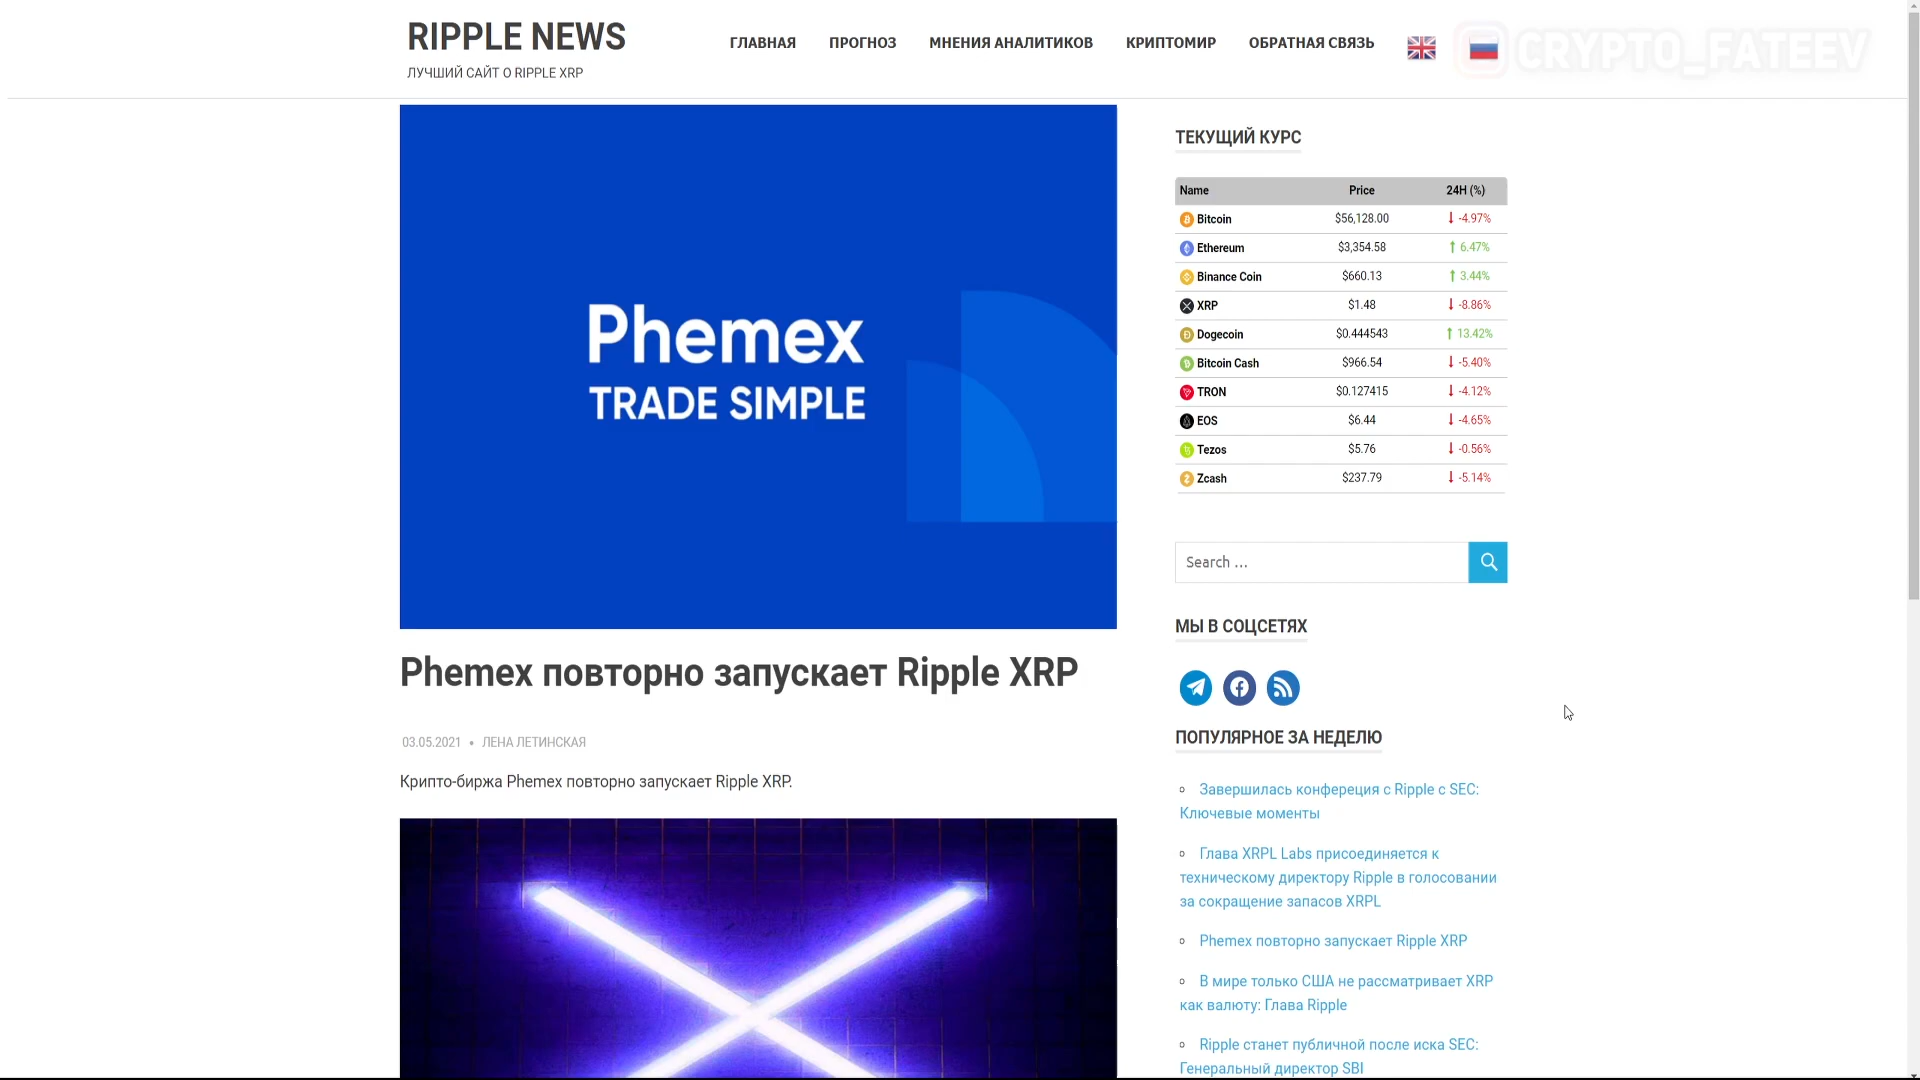 RIPPLE NEWS
ЛУЧШИЙ САЙТ О RIPPLE XRP
ГЛАВНАЯ ПРОГНОЗ МНЕНИЯ АНАЛИТИКОВ КРИПТОМИР ОБРАТНАЯ СВЯЗЬ
CRYPTO_FATEEV
Phemex
TRADE SIMPLE
Phemex повторно запускает Ripple XRP
03.05.2021 • ЛЕНА ЛЕТИНСКАЯ
Крипто-биржа Phemex повторно запускает Ripple XRP.
ТЕКУЩИЙ КУРС
Name Price 24H (%)
Bitcoin $56,128.00 ↓ -4.97%
Ethereum $3,354.58 ↑ 6.47%
Binance Coin $660.13 ↑ 3.44%
XRP $1.48 ↓ -8.86%
Dogecoin $0.444543 ↑ 13.42%
Bitcoin Cash $966.54 ↓ -5.40%
TRON $0.127415 ↓ -4.12%
EOS $6.44 ↓ -4.65%
Tezos $5.76 ↓ -0.56%
Zcash $237.79 ↓ -5.14%
Search ...
МЫ В СОЦСЕТЯХ
ПОПУЛЯРНОЕ ЗА НЕДЕЛЮ
Завершилась конфереция с Ripple с SEC:
Ключевые моменты
Глава XRPL Labs присоединяется к
техническому директору Ripple в голосовании
за сокращение запасов XRPL
Phemex повторно запускает Ripple XRP
В мире только США не рассматривает XRP
как валюту: Глава Ripple
Ripple станет публичной после иска SEC:
Генеральный директор SBI